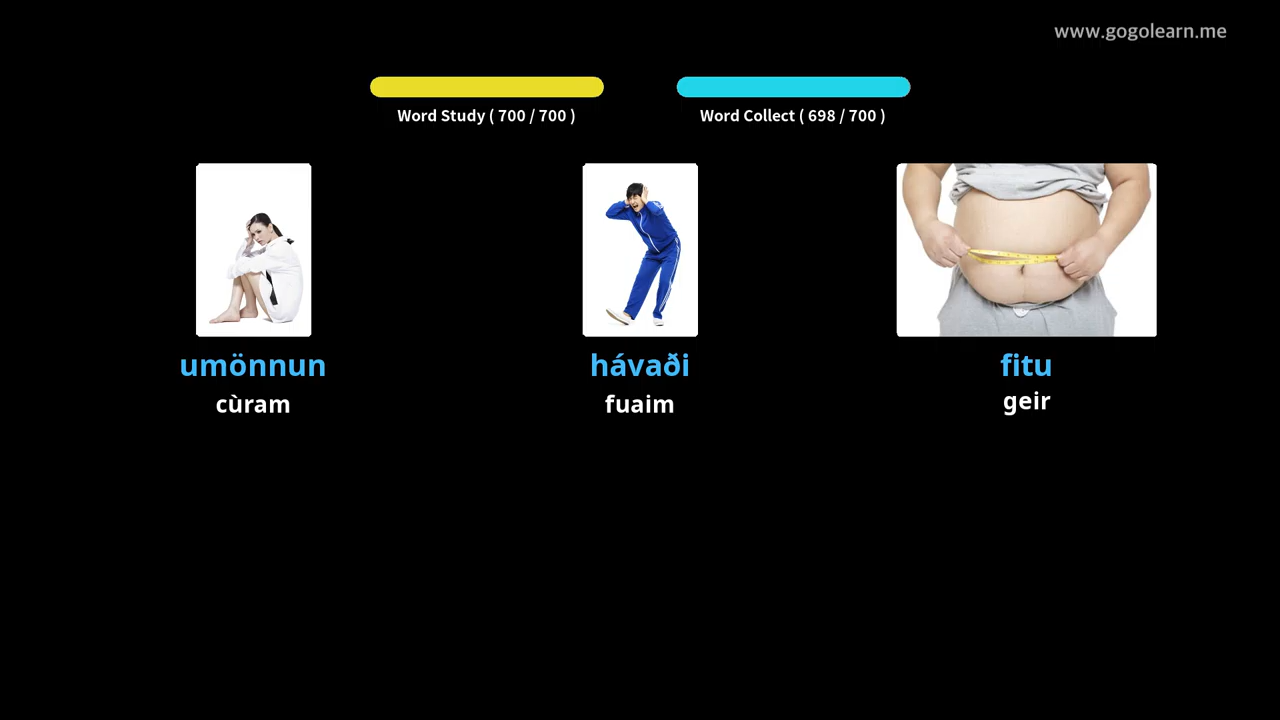 www.gogolearn.me
Word Study ( 700 / 700 )
Word Collect ( 698 / 700 )
umönnun
cùram
hávaði
fuaim
fitu
geir